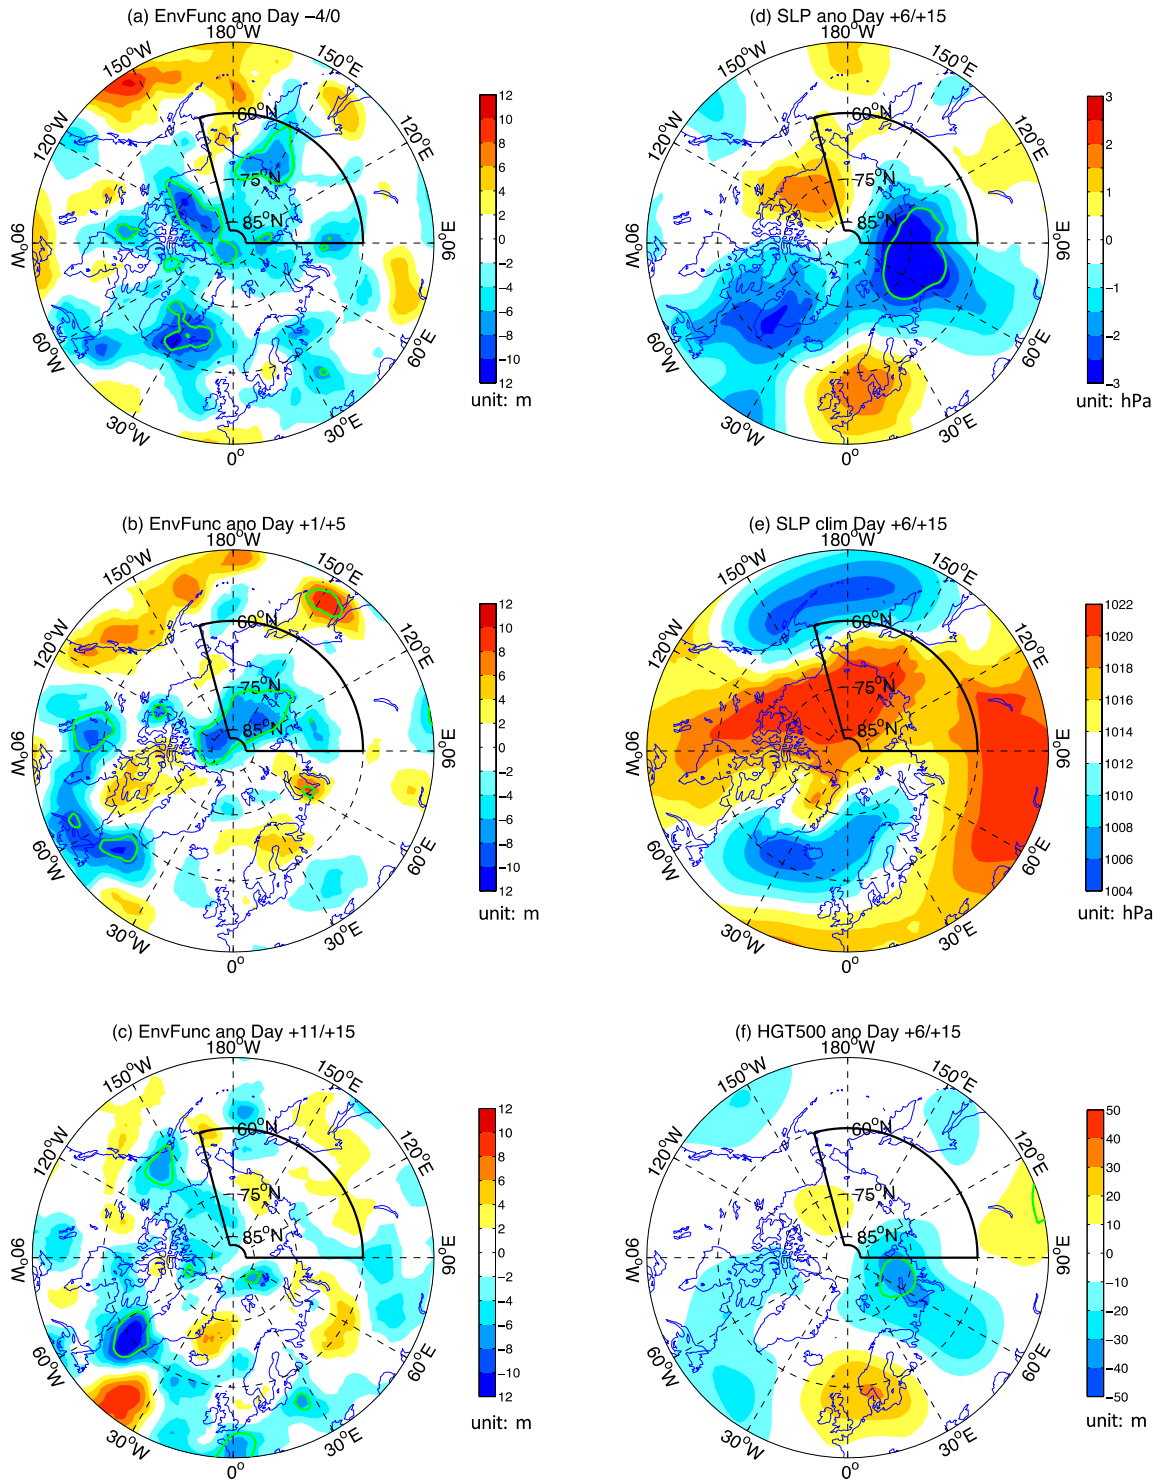 (a) EnvFunc ano Day −4/0
180°W
150°W
150°E
120°W
120°E
90°W
90°E
60°W
60°E
30°W
30°E
0°
60°N
75°N
85°N
12
10
8
6
4
2
0
−2
−4
−6
−8
−10
12
unit: m
(d) SLP ano Day +6/+15
180°W
150°W
150°E
120°W
120°E
90°W
90°E
60°W
60°E
30°W
30°E
0°
60°N
75°N
85°N
3
2
1
0
−1
−2
−3
unit: hPa
(b) EnvFunc ano Day +1/+5
180°W
150°W
150°E
120°W
120°E
90°W
90°E
60°W
60°E
30°W
30°E
0°
60°N
75°N
85°N
12
10
8
6
4
2
0
−2
−4
−6
−8
−10
12
unit: m
(e) SLP clim Day +6/+15
180°W
150°W
150°E
120°W
120°E
90°W
90°E
60°W
60°E
30°W
30°E
0°
60°N
75°N
85°N
1022
1020
1018
1016
1014
1012
1010
1008
1006
1004
unit: hPa
(c) EnvFunc ano Day +11/+15
180°W
150°W
150°E
120°W
120°E
90°W
90°E
60°W
60°E
30°W
30°E
0°
60°N
75°N
85°N
12
10
8
6
4
2
0
−2
−4
−6
−8
−10
12
unit: m
(f) HGT500 ano Day +6/+15
180°W
150°W
150°E
120°W
120°E
90°W
90°E
60°W
60°E
30°W
30°E
0°
60°N
75°N
85°N
50
40
30
20
10
0
−10
−20
−30
−40
−50
unit: m